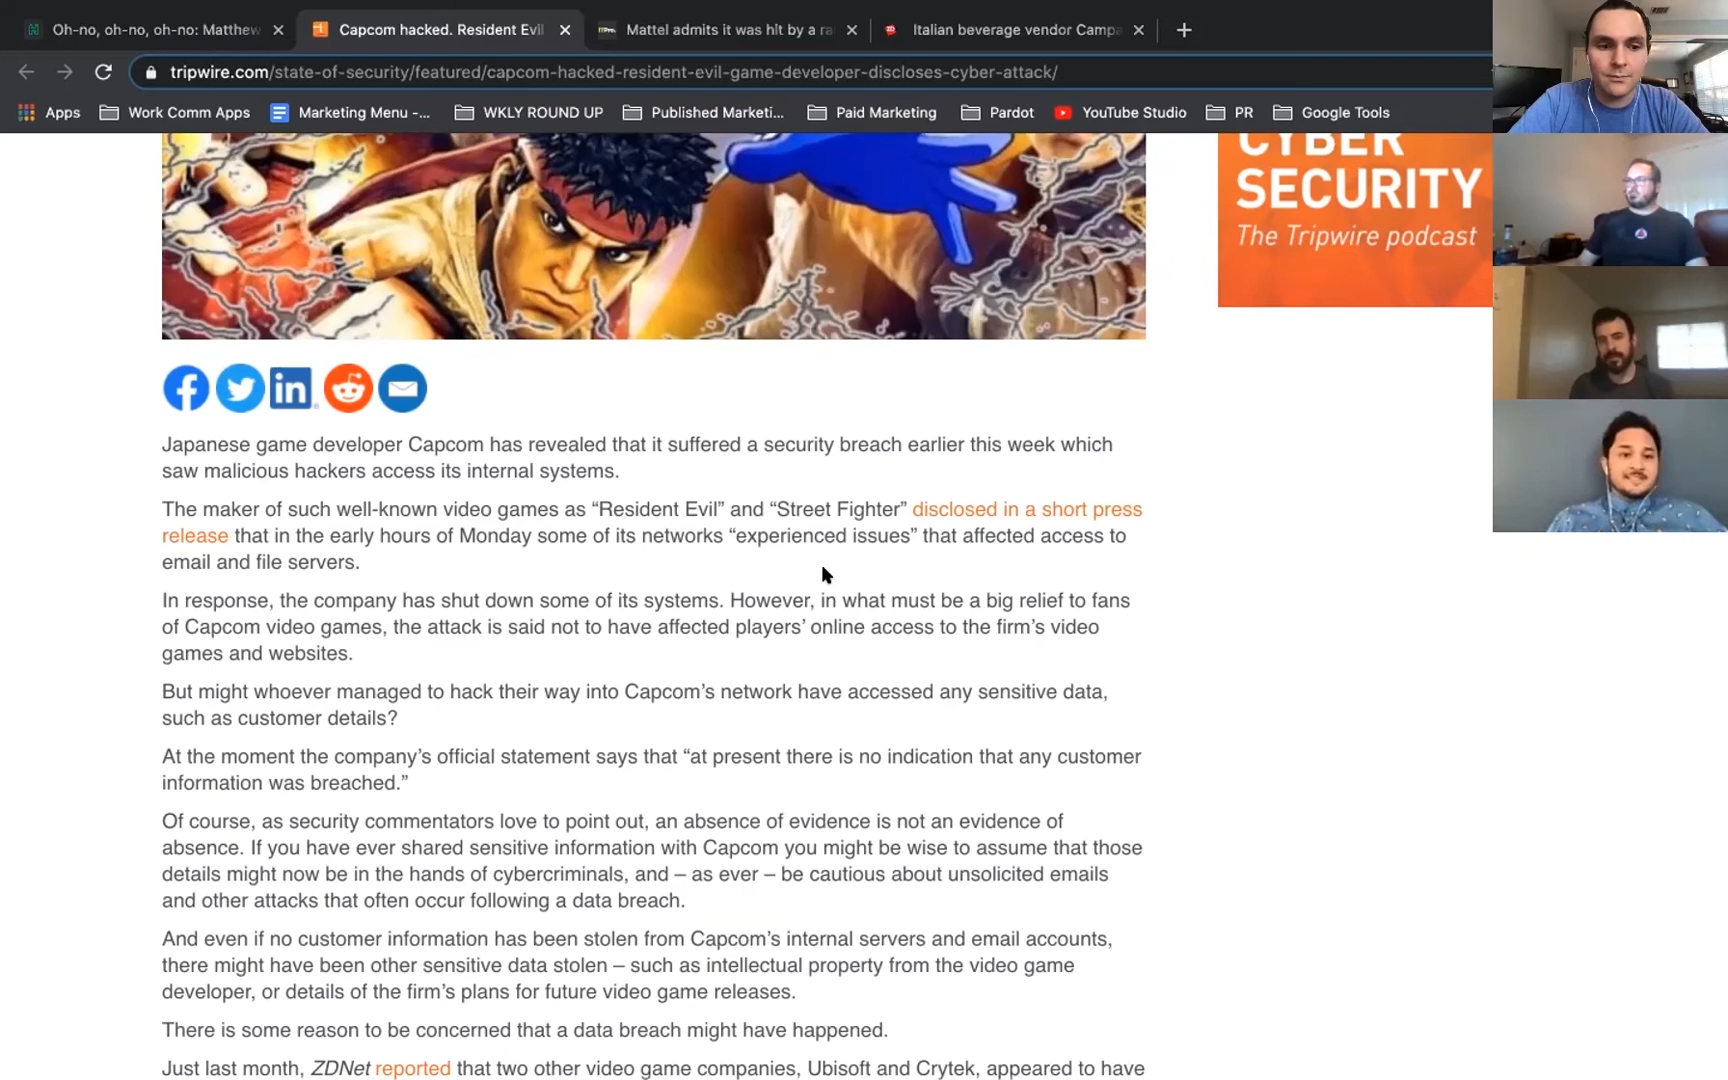 Oh-no, oh-no, oh-no: Matthew
Capcom hacked. Resident Evil
Mattel admits it was hit by a ra
Italian beverage vendor Campa
tripwire.com/state-of-security/featured/capcom-hacked-resident-evil-game-developer-discloses-cyber-attack/
Apps
Work Comm Apps
Marketing Menu -...
WKLY ROUND UP
Published Marketi...
Paid Marketing
Pardot
YouTube Studio
PR
Google Tools
CYBER
SECURITY
The Tripwire podcast
Japanese game developer Capcom has revealed that it suffered a security breach earlier this week which
saw malicious hackers access its internal systems.
The maker of such well-known video games as “Resident Evil” and “Street Fighter” disclosed in a short press
release that in the early hours of Monday some of its networks “experienced issues” that affected access to
email and file servers.
In response, the company has shut down some of its systems. However, in what must be a big relief to fans
of Capcom video games, the attack is said not to have affected players’ online access to the firm’s video
games and websites.
But might whoever managed to hack their way into Capcom’s network have accessed any sensitive data,
such as customer details?
At the moment the company’s official statement says that “at present there is no indication that any customer
information was breached.”
Of course, as security commentators love to point out, an absence of evidence is not an evidence of
absence. If you have ever shared sensitive information with Capcom you might be wise to assume that those
details might now be in the hands of cybercriminals, and – as ever – be cautious about unsolicited emails
and other attacks that often occur following a data breach.
And even if no customer information has been stolen from Capcom’s internal servers and email accounts,
there might have been other sensitive data stolen – such as intellectual property from the video game
developer, or details of the firm’s plans for future video game releases.
There is some reason to be concerned that a data breach might have happened.
Just last month, ZDNet reported that two other video game companies, Ubisoft and Crytek, appeared to have